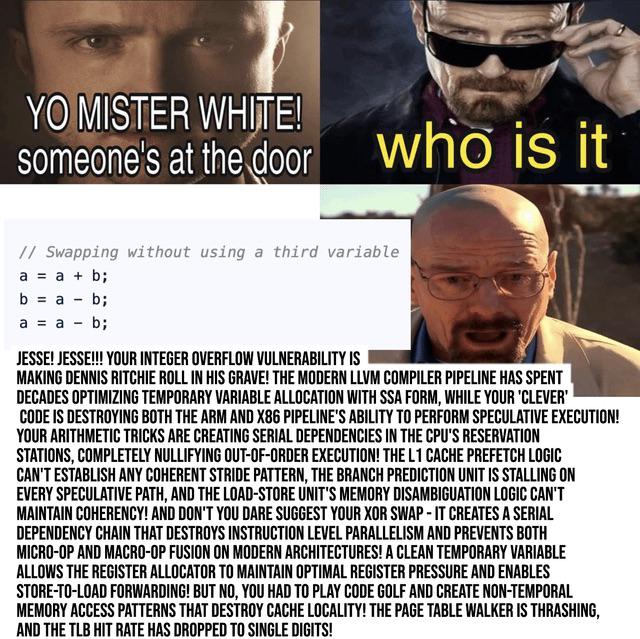 YO MISTER WHITE!
someone's at the door
who is it
// Swapping without using a third variable
a = a + b;
b = a - b;
a = a - b;
JESSE! JESSE!!! YOUR INTEGER OVERFLOW VULNERABILITY IS
MAKING DENNIS RITCHIE ROLL IN HIS GRAVE! THE MODERN LLVM COMPILER PIPELINE HAS SPENT
DECADES OPTIMIZING TEMPORARY VARIABLE ALLOCATION WITH SSA FORM, WHILE YOUR 'CLEVER'
CODE IS DESTROYING BOTH THE ARM AND X86 PIPELINE'S ABILITY TO PERFORM SPECULATIVE EXECUTION!
YOUR ARITHMETIC TRICKS ARE CREATING SERIAL DEPENDENCIES IN THE CPU'S RESERVATION
STATIONS, COMPLETELY NULLIFYING OUT-OF-ORDER EXECUTION! THE L1 CACHE PREFETCH LOGIC
CAN'T ESTABLISH ANY COHERENT STRIDE PATTERN, THE BRANCH PREDICTION UNIT IS STALLING ON
EVERY SPECULATIVE PATH, AND THE LOAD-STORE UNIT'S MEMORY DISAMBIGUATION LOGIC CAN'T
MAINTAIN COHERENCY! AND DON'T YOU DARE SUGGEST YOUR XOR SWAP - IT CREATES A SERIAL
DEPENDENCY CHAIN THAT DESTROYS INSTRUCTION LEVEL PARALLELISM AND PREVENTS BOTH
MICRO-OP AND MACRO-OP FUSION ON MODERN ARCHITECTURES! A CLEAN TEMPORARY VARIABLE
ALLOWS THE REGISTER ALLOCATOR TO MAINTAIN OPTIMAL REGISTER PRESSURE AND ENABLES
STORE-TO-LOAD FORWARDING! BUT NO, YOU HAD TO PLAY CODE GOLF AND CREATE NON-TEMPORAL
MEMORY ACCESS PATTERNS THAT DESTROY CACHE LOCALITY! THE PAGE TABLE WALKER IS THRASHING,
AND THE TLB HIT RATE HAS DROPPED TO SINGLE DIGITS!